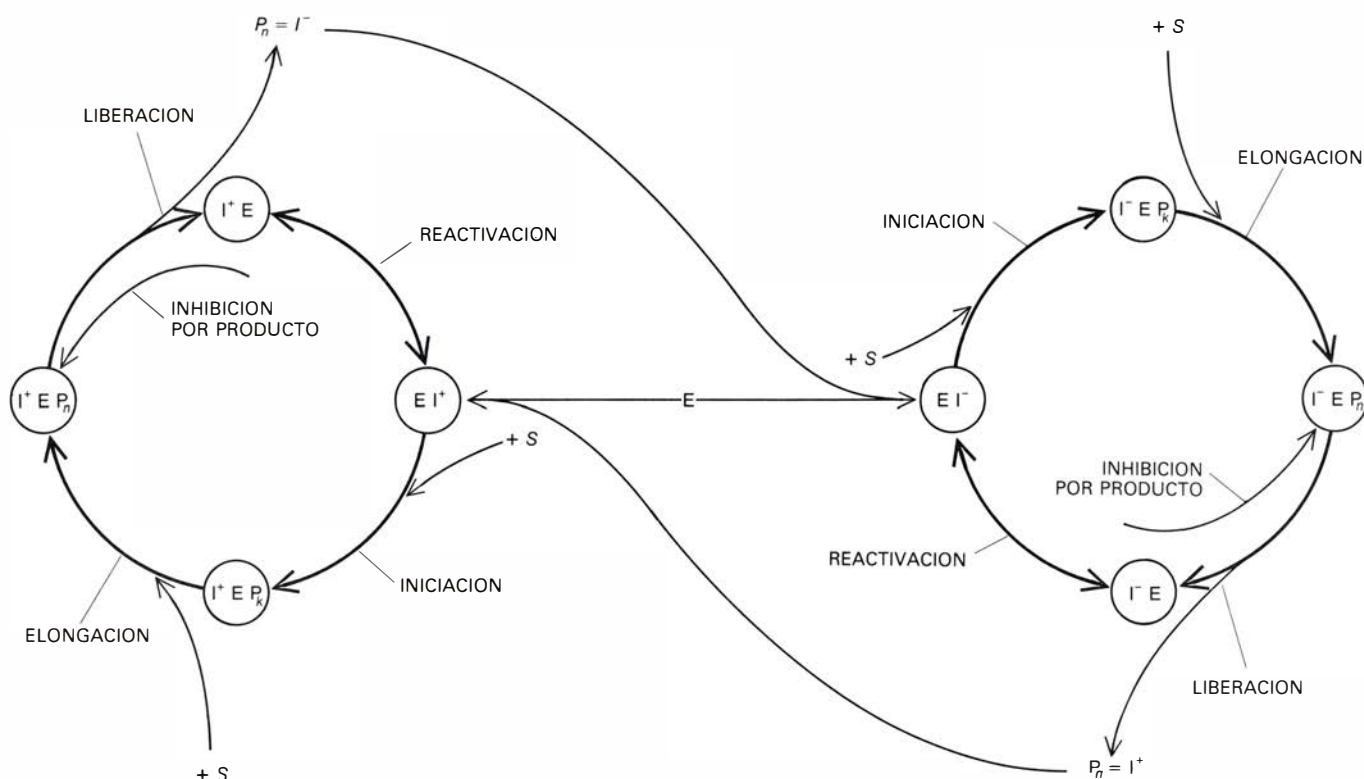 Pn = I⁻
+ S
LIBERACION
ELONGACION
I⁺ E
I⁻ E Pk
INICIACION
REACTIVACION
INHIBICION
POR PRODUCTO
+ S
I⁺ E Pn
E I⁺
E
E I⁻
I⁻ E Pn
+ S
INHIBICION
POR PRODUCTO
REACTIVACION
INICIACION
I⁺ E Pk
I⁻ E
ELONGACION
LIBERACION
+ S
Pn = I⁺